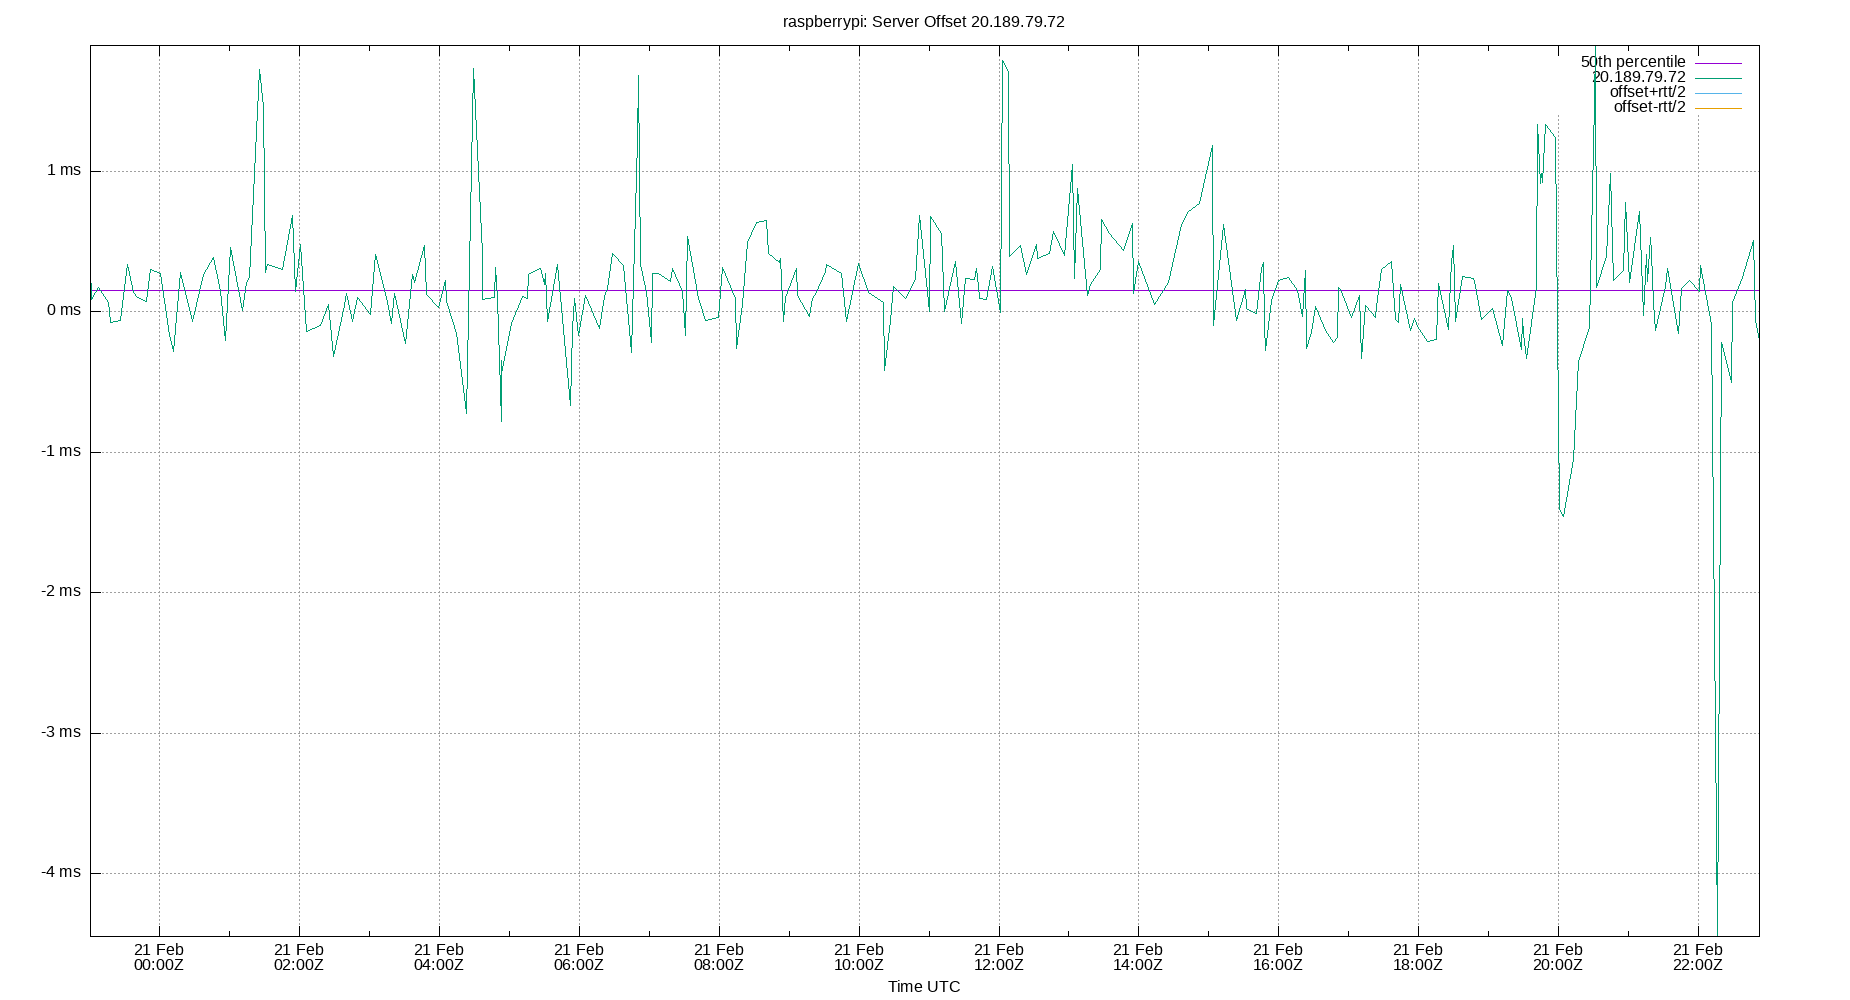 raspberrypi: Server Offset 20.189.79.72
50th percentile
20.189.79.72
offset+rtt/2
offset-rtt/2
1 ms
0 ms
-1 ms
-2 ms
-3 ms
-4 ms
21 Feb 21 Feb 21 Feb 21 Feb 21 Feb 21 Feb 21 Feb 21 Feb 21 Feb 21 Feb 21 Feb 21 Feb
00:00Z 02:00Z 04:00Z 06:00Z 08:00Z 10:00Z 12:00Z 14:00Z 16:00Z 18:00Z 20:00Z 22:00Z
Time UTC